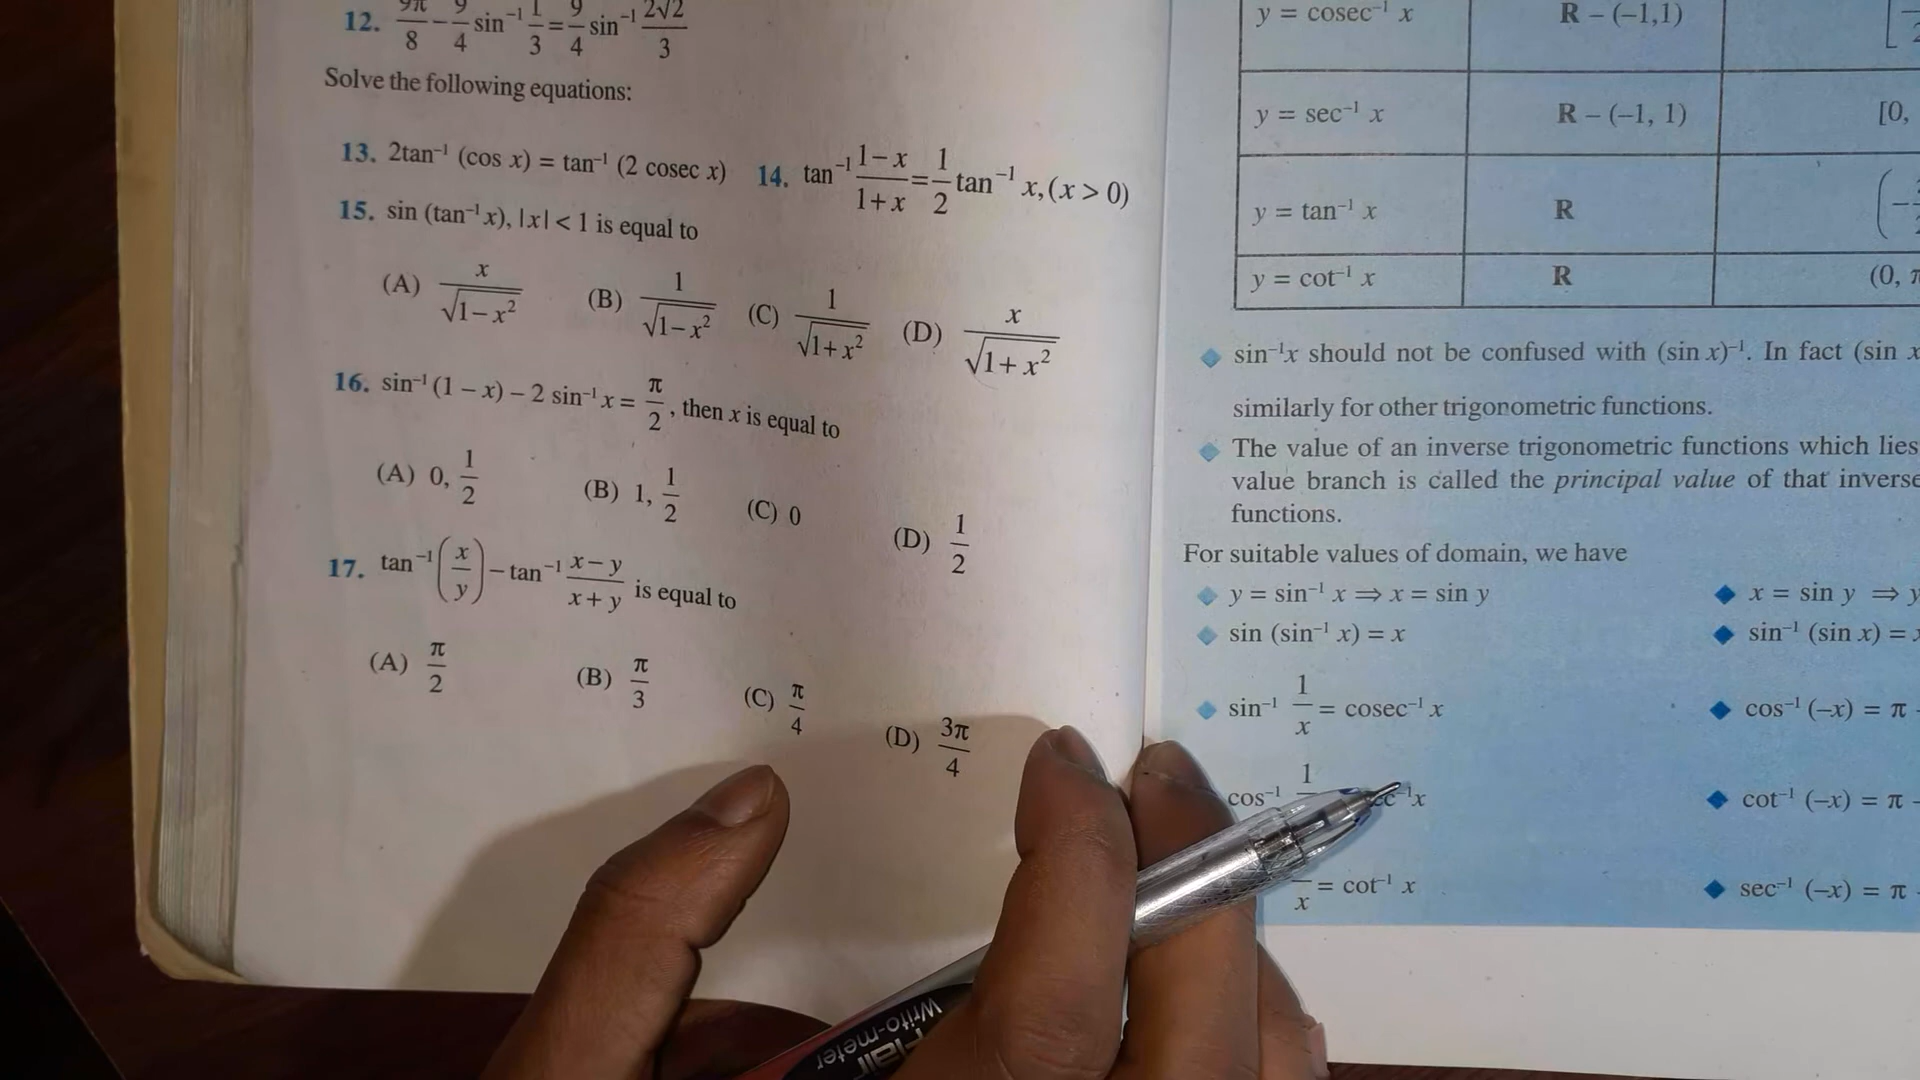 12. 9π/8 − 9/4 sin⁻¹ 1/3 = 9/4 sin⁻¹ 2√2/3
Solve the following equations:
13. 2tan⁻¹ (cos x) = tan⁻¹ (2 cosec x) 14. tan⁻¹ 1−x/1+x = 1/2 tan⁻¹ x, (x > 0)
15. sin (tan⁻¹ x), |x| < 1 is equal to
(A) x/√1−x² (B) 1/√1−x² (C) 1/√1+x² (D) x/√1+x²
16. sin⁻¹ (1 − x) − 2 sin⁻¹ x = π/2, then x is equal to
(A) 0, 1/2 (B) 1, 1/2 (C) 0 (D) 1/2
17. tan⁻¹ (x/y) − tan⁻¹ x−y/x+y is equal to
(A) π/2 (B) π/3 (C) π/4 (D) 3π/4
y = cosec⁻¹ x R – (–1,1)
y = sec⁻¹ x R – (–1, 1) [0,
y = tan⁻¹ x R
y = cot⁻¹ x R (0, π
sin⁻¹x should not be confused with (sin x)⁻¹. In fact (sin x
similarly for other trigonometric functions.
The value of an inverse trigonometric functions which lies
value branch is called the principal value of that inverse
functions.
For suitable values of domain, we have
y = sin⁻¹ x ⇒ x = sin y x = sin y ⇒ y
sin (sin⁻¹ x) = x sin⁻¹ (sin x) = x
sin⁻¹ 1/x = cosec⁻¹ x cos⁻¹ (–x) = π –
cos⁻¹ 1 ec⁻¹x cot⁻¹ (–x) = π –
x = cot⁻¹ x sec⁻¹ (–x) = π –
Flair
Writo-meter